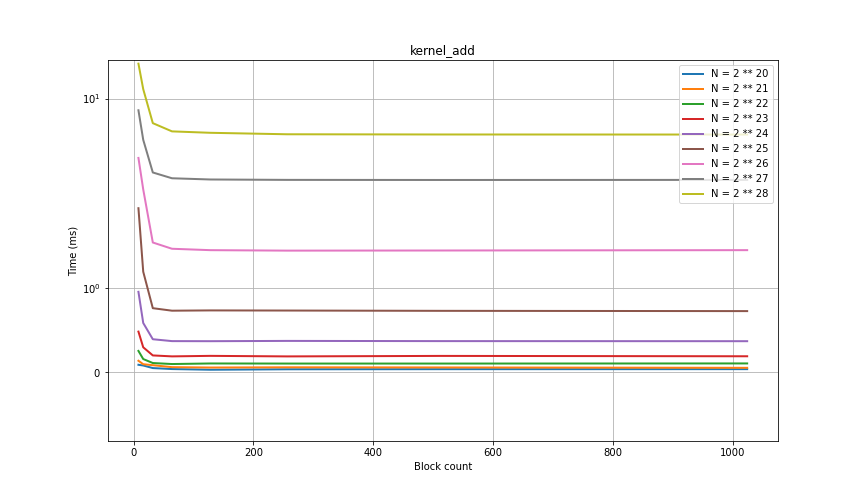 kernel_add
Time (ms)
10¹
10⁰
0
N = 2 ** 20
N = 2 ** 21
N = 2 ** 22
N = 2 ** 23
N = 2 ** 24
N = 2 ** 25
N = 2 ** 26
N = 2 ** 27
N = 2 ** 28
0 200 400 600 800 1000
Block count